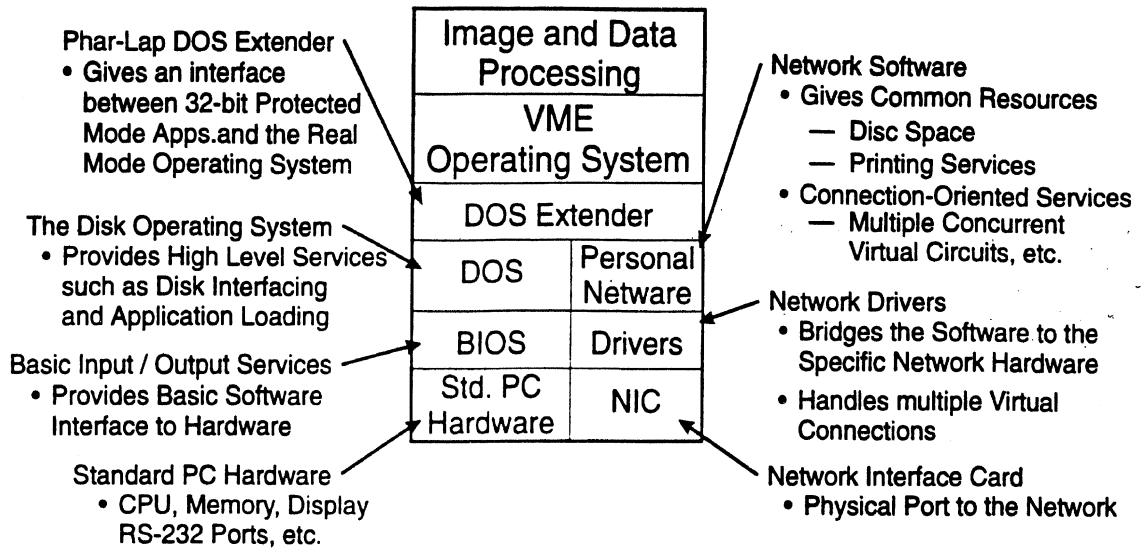 Phar-Lap DOS Extender
• Gives an interface
between 32-bit Protected
Mode Apps.and the Real
Mode Operating System
The Disk Operating System
• Provides High Level Services
such as Disk Interfacing
and Application Loading
Basic Input / Output Services
• Provides Basic Software
Interface to Hardware
Standard PC Hardware
• CPU, Memory, Display
RS-232 Ports, etc.
Image and Data
Processing
VME
Operating System
DOS Extender
DOS
Personal
Netware
BIOS
Drivers
Std. PC
Hardware
NIC
Network Software
• Gives Common Resources
— Disc Space
— Printing Services
• Connection-Oriented Services
— Multiple Concurrent
Virtual Circuits, etc.
Network Drivers
• Bridges the Software to the
Specific Network Hardware
• Handles multiple Virtual
Connections
Network Interface Card
• Physical Port to the Network